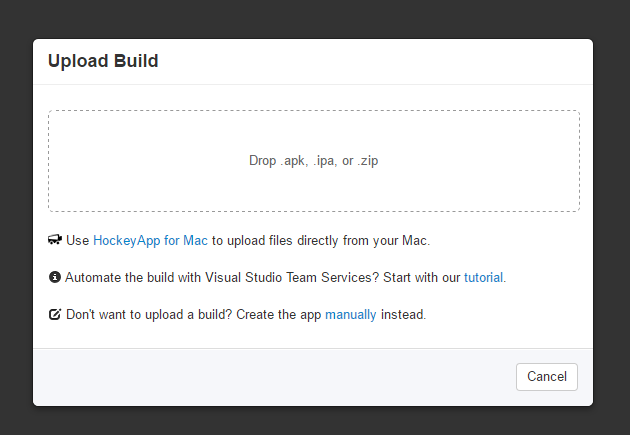 Upload Build
Drop .apk, .ipa, or .zip
Use HockeyApp for Mac to upload files directly from your Mac.
Automate the build with Visual Studio Team Services? Start with our tutorial.
Don't want to upload a build? Create the app manually instead.
Cancel